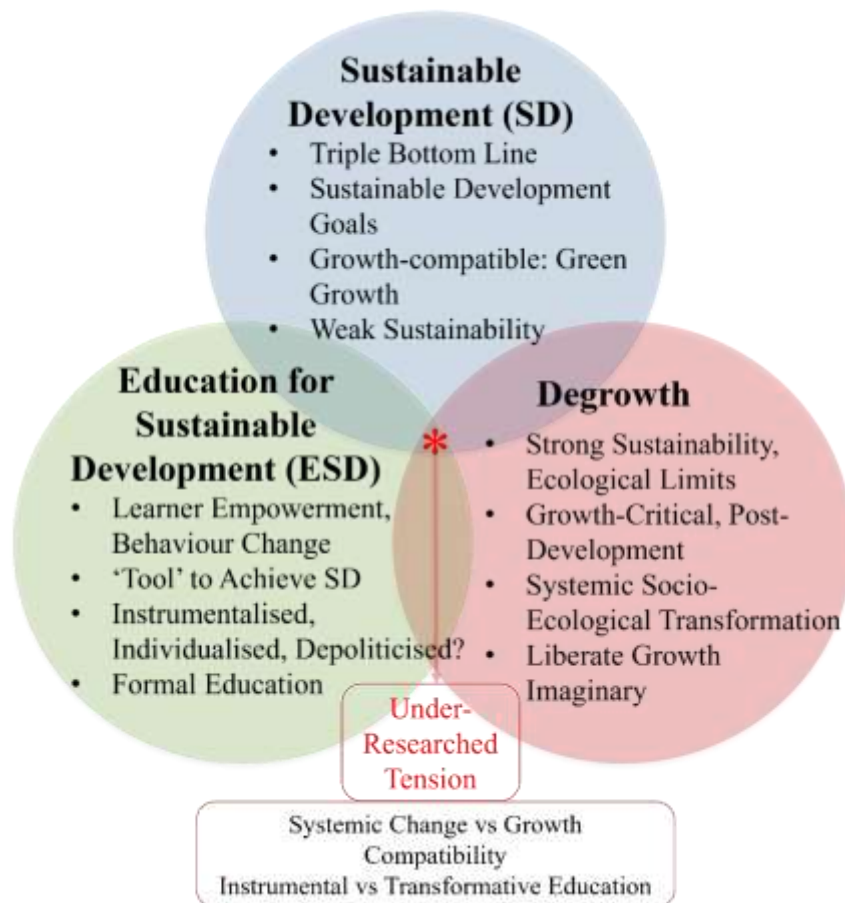 Sustainable
Development (SD)
• Triple Bottom Line
• Sustainable Development
Goals
• Growth-compatible: Green
Growth
• Weak Sustainability
Education for
Sustainable
Development (ESD)
• Learner Empowerment,
Behaviour Change
• ‘Tool’ to Achieve SD
• Instrumentalised,
Individualised, Depoliticised?
• Formal Education
Degrowth
• Strong Sustainability,
Ecological Limits
• Growth-Critical, Post-
Development
• Systemic Socio-
Ecological Transformation
• Liberate Growth
Imaginary
*
Under-
Researched
Tension
Systemic Change vs Growth
Compatibility
Instrumental vs Transformative Education